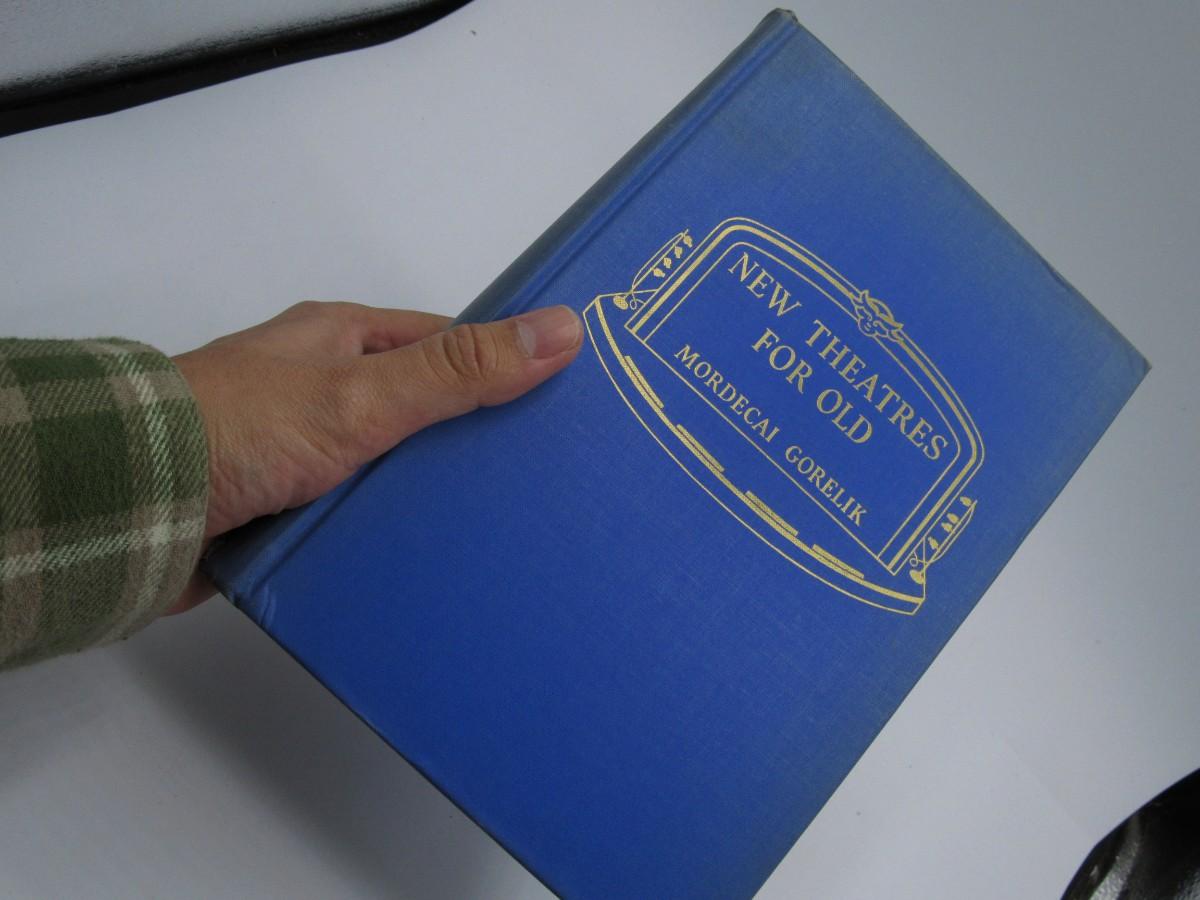 NEW THEATRES
FOR OLD
MORDECAI GORELIK